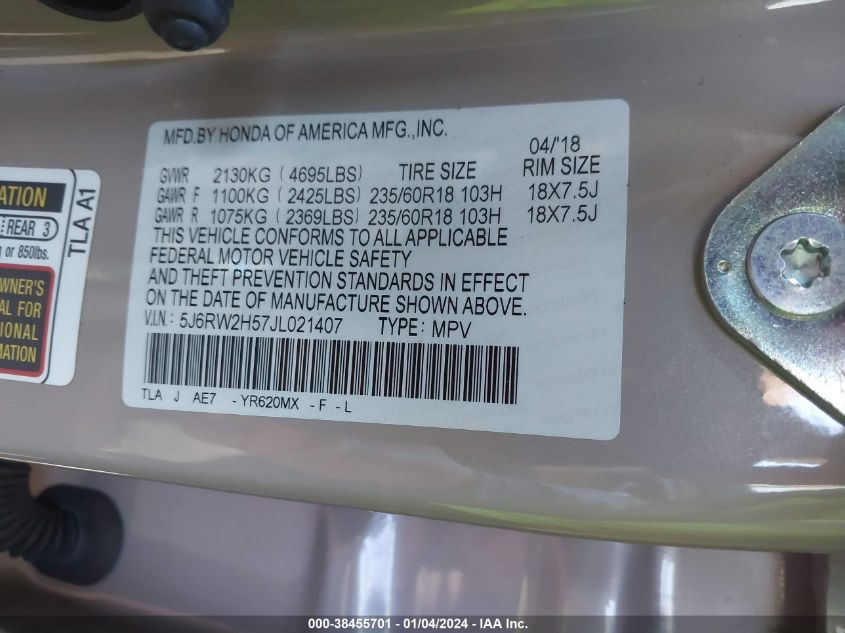 MFD.BY HONDA OF AMERICA MFG.,INC.
04/'18
GVWR 2130KG (4695LBS) TIRE SIZE RIM SIZE
GAWR F 1100KG (2425LBS) 235/60R18 103H 18X7.5J
GAWR R 1075KG (2369LBS) 235/60R18 103H 18X7.5J
THIS VEHICLE CONFORMS TO ALL APPLICABLE
FEDERAL MOTOR VEHICLE SAFETY
AND THEFT PREVENTION STANDARDS IN EFFECT
ON THE DATE OF MANUFACTURE SHOWN ABOVE.
V.I.N.: 5J6RW2H57JL021407 TYPE: MPV
TLA J AE7 - YR620MX - F - L
ATION
REAR 3
g or 850lbs.
TLA A1
OWNER'S
AL FOR
IONAL
MATION
000-38455701 - 01/04/2024 - IAA Inc.